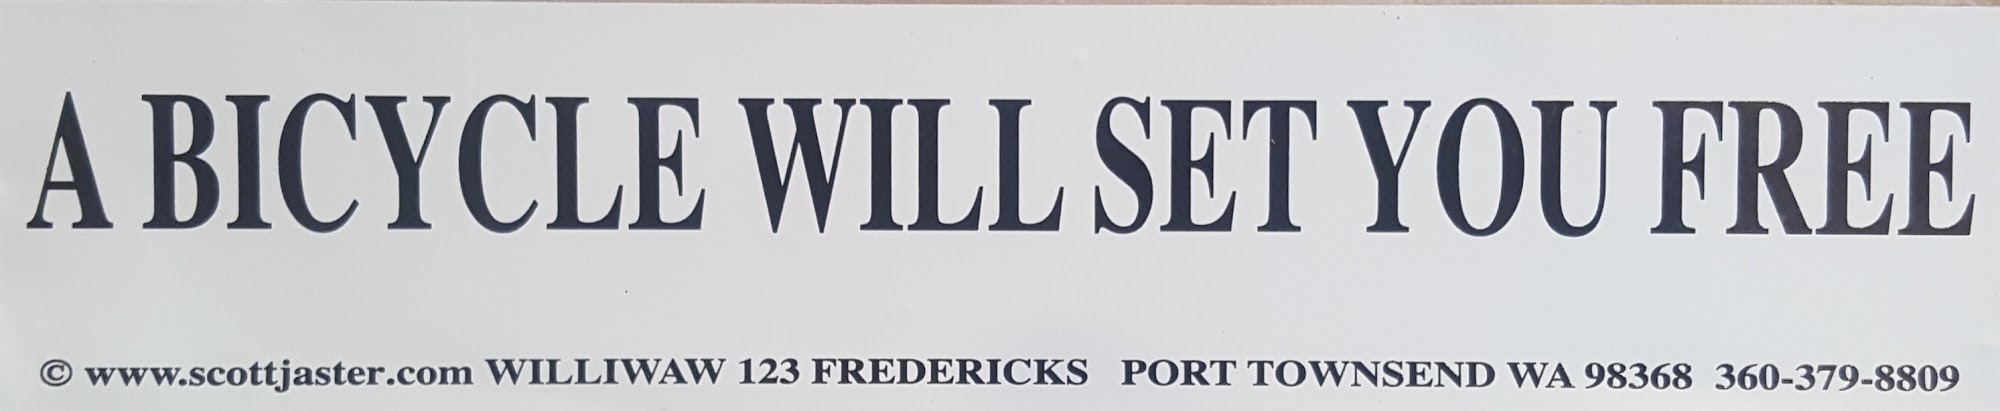 A BICYCLE WILL SET YOU FREE
© www.scottjaster.com WILLIWAW 123 FREDERICKS PORT TOWNSEND WA 98368 360-379-8809